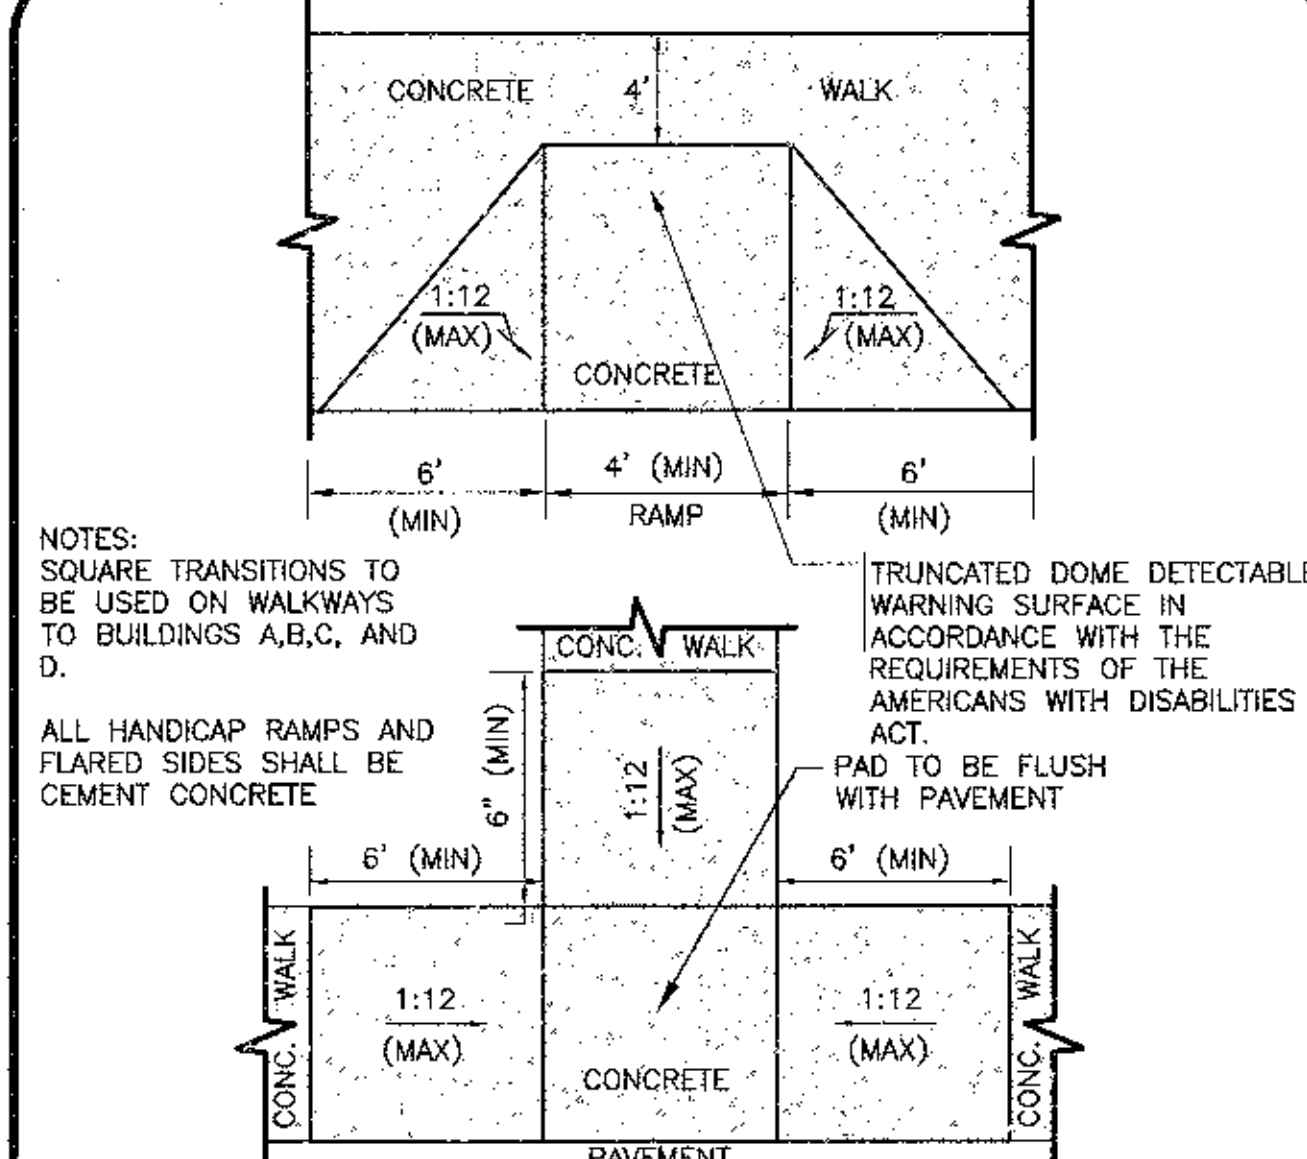 CONCRETE 4' WALK
1:12
(MAX)
1:12
(MAX)
CONCRETE
6'
(MIN)
4' (MIN)
RAMP
6'
(MIN)
NOTES:
SQUARE TRANSITIONS TO
BE USED ON WALKWAYS
TO BUILDINGS A,B,C, AND
D.
ALL HANDICAP RAMPS AND
FLARED SIDES SHALL BE
CEMENT CONCRETE
TRUNCATED DOME DETECTABLE
WARNING SURFACE IN
ACCORDANCE WITH THE
REQUIREMENTS OF THE
AMERICANS WITH DISABILITIES
ACT.
PAD TO BE FLUSH
WITH PAVEMENT
CONC. WALK
6" (MIN)
1:12
(MAX)
6' (MIN)
6' (MIN)
CONC. WALK
1:12
(MAX)
CONCRETE
1:12
(MAX)
CONC. WALK
PAVEMENT